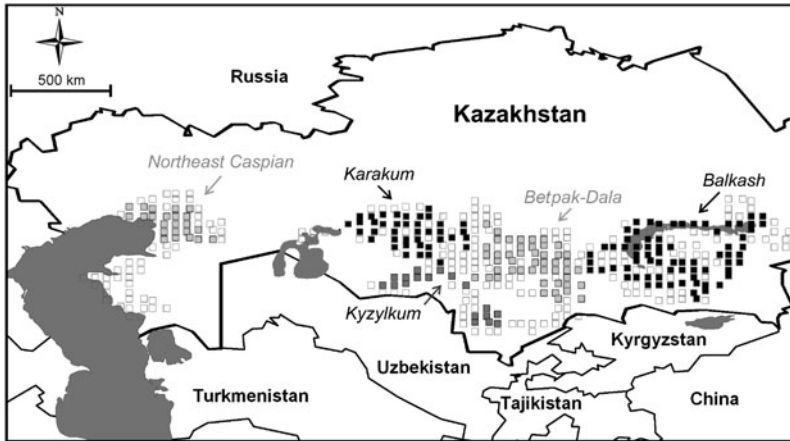 N
500 km
Russia
Kazakhstan
Northeast Caspian
Karakum
Betpak-Dala
Balkash
Kyzylkum
Kyrgyzstan
Uzbekistan
Turkmenistan
Tajikistan
China